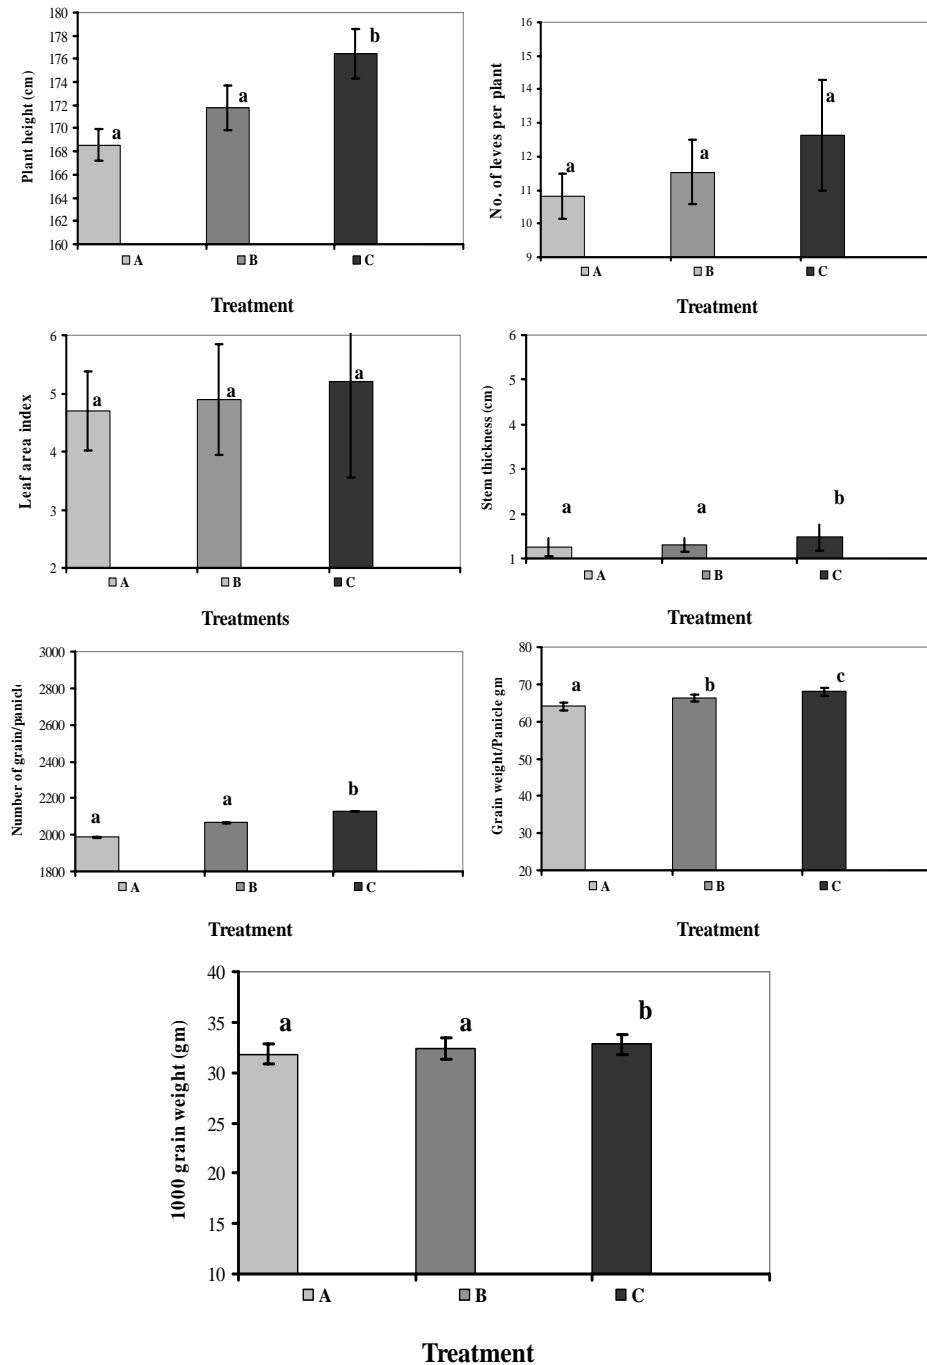 Plant height (cm)
180
178
176
174
172
170
168
166
164
162
160
a
a
b
A B C
Treatment
No. of leves per plant
16
15
14
13
12
11
10
9
a
a
a
A B C
Treatment
Leaf area index
6
5
4
3
2
a
a
a
A B C
Treatments
Stem thickness (cm)
6
5
4
3
2
1
a
a
b
A B C
Treatment
Number of grain/panicle
3000
2800
2600
2400
2200
2000
1800
a
a
b
A B C
Treatment
Grain weight/Panicle gm
80
70
60
50
40
30
20
a
b
c
A B C
Treatment
1000 grain weight (gm)
40
35
30
25
20
15
10
a
a
b
A B C
Treatment